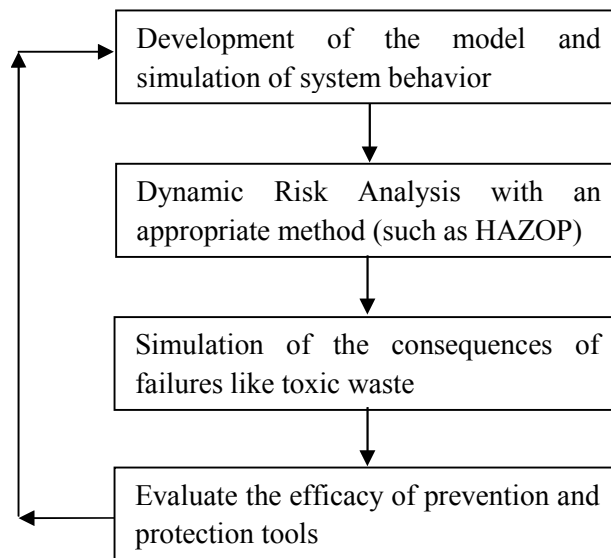 Development of the model and
simulation of system behavior
Dynamic Risk Analysis with an
appropriate method (such as HAZOP)
Simulation of the consequences of
failures like toxic waste
Evaluate the efficacy of prevention and
protection tools